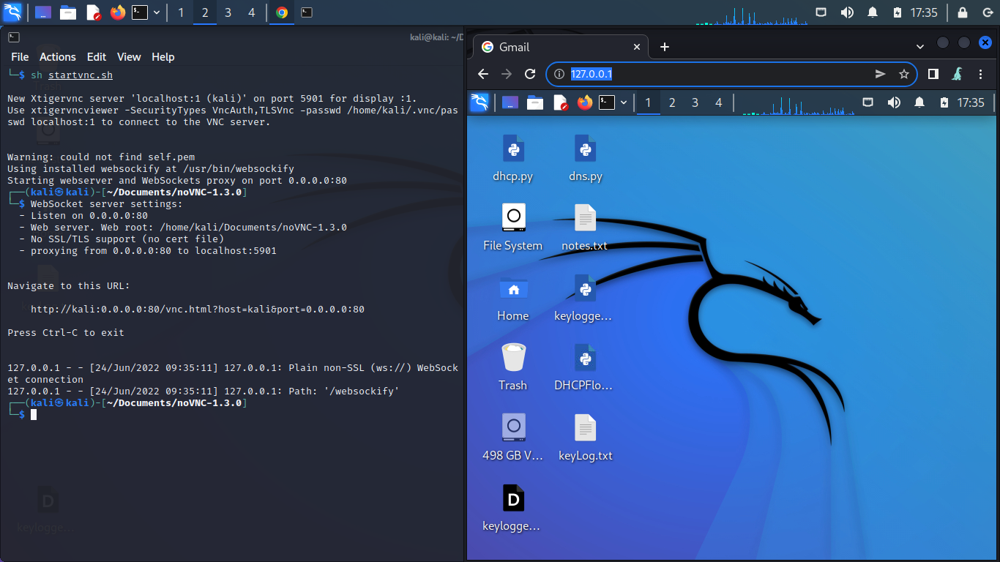 1 2 3 4 17:35
kali@kali: ~/D
File Actions Edit View Help
└─$ sh startvnc.sh
New Xtigervnc server 'localhost:1 (kali)' on port 5901 for display :1.
Use xtigervncviewer -SecurityTypes VncAuth,TLSVnc -passwd /home/kali/.vnc/pas
swd localhost:1 to connect to the VNC server.
Warning: could not find self.pem
Using installed websockify at /usr/bin/websockify
Starting webserver and WebSockets proxy on port 0.0.0.0:80
┌──(kali㉿kali)-[~/Documents/noVNC-1.3.0]
└─$ WebSocket server settings:
- Listen on 0.0.0.0:80
- Web server. Web root: /home/kali/Documents/noVNC-1.3.0
- No SSL/TLS support (no cert file)
- proxying from 0.0.0.0:80 to localhost:5901
Navigate to this URL:
http://kali:0.0.0.0:80/vnc.html?host=kali&port=0.0.0.0:80
Press Ctrl-C to exit
127.0.0.1 - - [24/Jun/2022 09:35:11] 127.0.0.1: Plain non-SSL (ws://) WebSock
et connection
127.0.0.1 - - [24/Jun/2022 09:35:11] 127.0.0.1: Path: '/websockify'
┌──(kali㉿kali)-[~/Documents/noVNC-1.3.0]
└─$
Trash
keylogge...
Gmail
127.0.0.1
1 2 3 4 17:35
dhcp.py dns.py
File System notes.txt
Home keylogge...
Trash DHCPFlo...
498 GB V... keyLog.txt
D
keylogge...